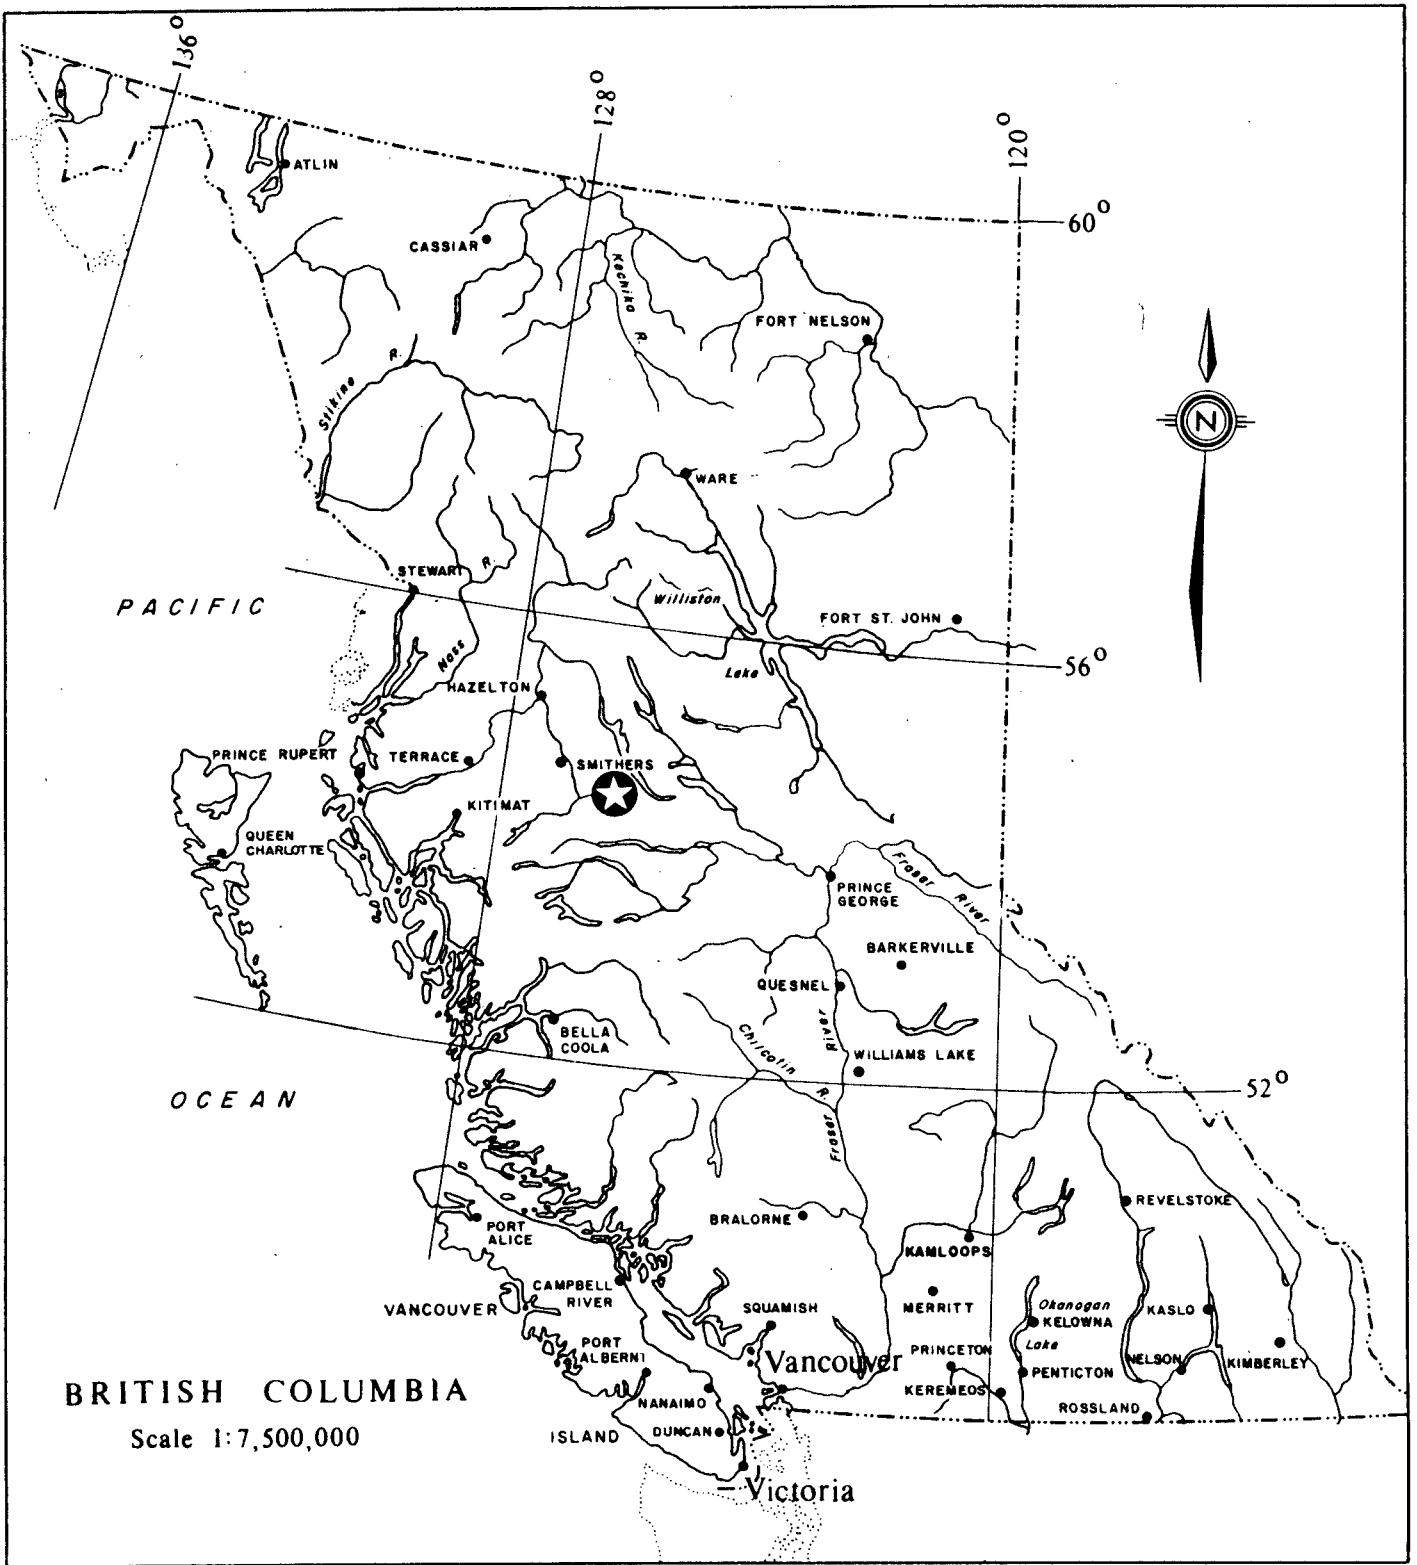 136°
128°
120°
ATLIN
60°
CASSIAR
Kechika R.
FORT NELSON
Stikine R.
N
WARE
STEWART
Nass R.
PACIFIC
Williston
Lake
FORT ST. JOHN
56°
HAZELTON
PRINCE RUPERT
TERRACE
SMITHERS
KITIMAT
QUEEN
CHARLOTTE
Fraser River
PRINCE
GEORGE
BARKERVILLE
QUESNEL
BELLA
COOLA
Chilcotin R.
Fraser River
WILLIAMS LAKE
52°
OCEAN
REVELSTOKE
PORT
ALICE
BRALORNE
KAMLOOPS
CAMPBELL
RIVER
VANCOUVER
SQUAMISH
MERRITT
Okanogan
KELOWNA
Lake
KASLO
PORT
ALBERNI
Vancouver
PRINCETON
PENTICTON
NELSON
KIMBERLEY
BRITISH COLUMBIA
NANAIMO
KEREMEOS
ROSSLAND
Scale 1:7,500,000
ISLAND
DUNCAN
Victoria